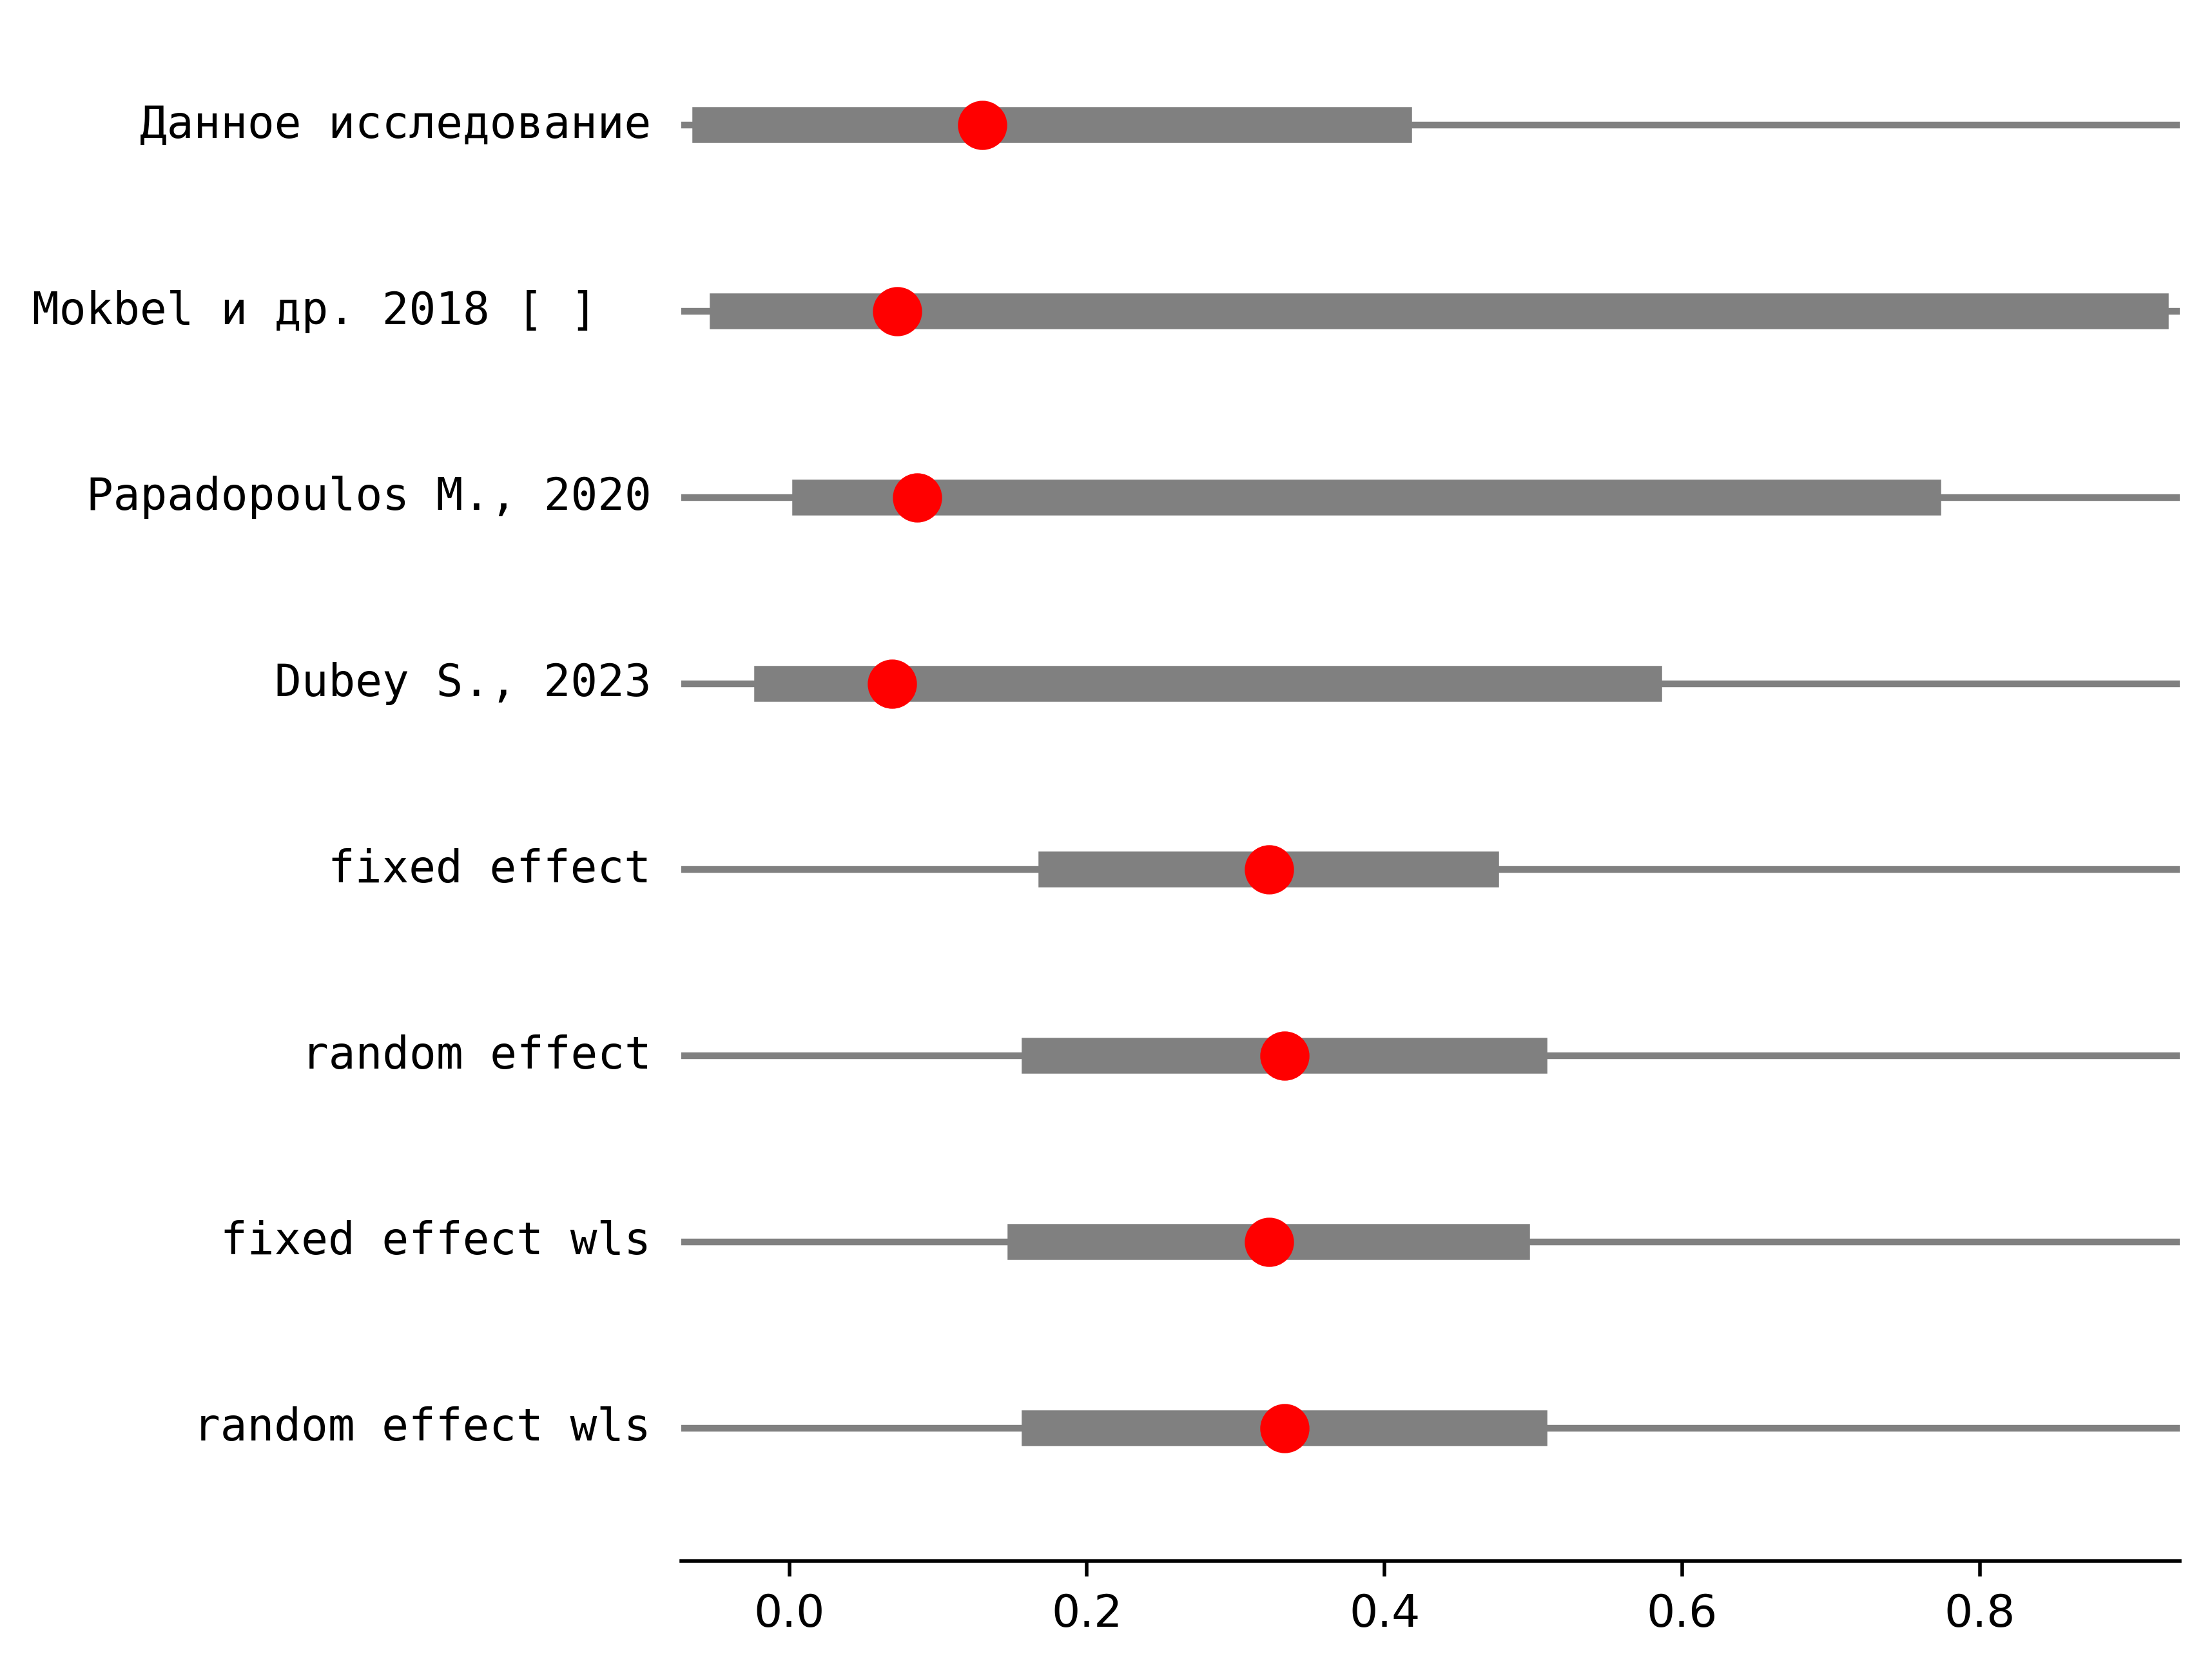 Данное исследование
Mokbel и др. 2018 [ ]
Papadopoulos M., 2020
Dubey S., 2023
fixed effect
random effect
fixed effect wls
random effect wls
0.0 0.2 0.4 0.6 0.8